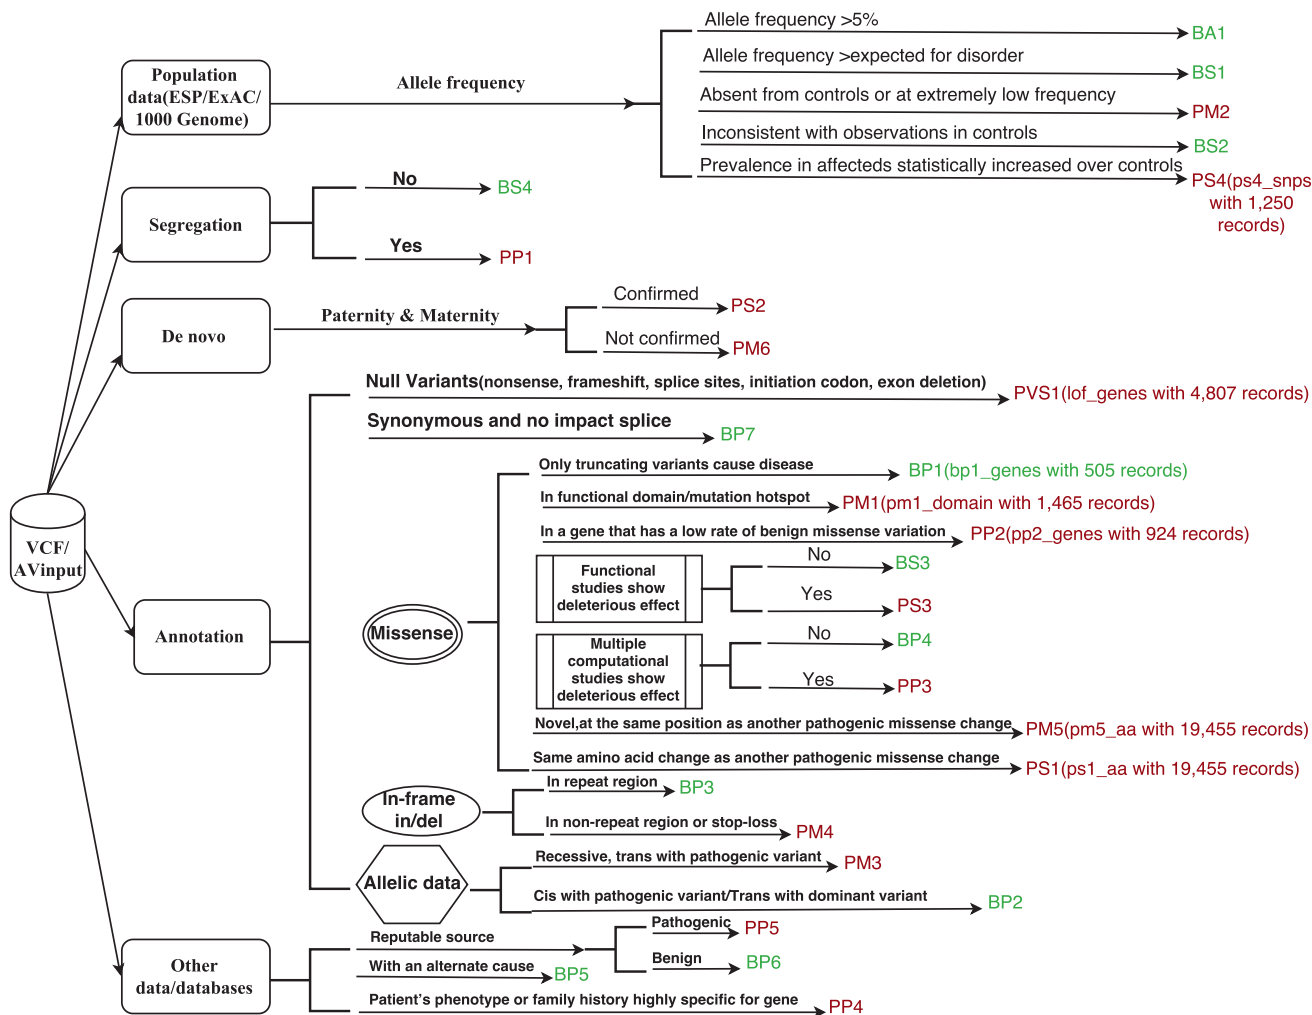 Population
data(ESP/ExAC/
1000 Genome)
Allele frequency
Allele frequency >5%
BA1
Allele frequency >expected for disorder
BS1
Absent from controls or at extremely low frequency
PM2
Inconsistent with observations in controls
BS2
Prevalence in affecteds statistically increased over controls
PS4(ps4_snps
with 1,250
records)
Segregation
No
BS4
Yes
PP1
De novo
Paternity & Maternity
Confirmed
PS2
Not confirmed
PM6
VCF/
AVinput
Annotation
Null Variants(nonsense, frameshift, splice sites, initiation codon, exon deletion)
PVS1(lof_genes with 4,807 records)
Synonymous and no impact splice
BP7
Missense
Only truncating variants cause disease
BP1(bp1_genes with 505 records)
In functional domain/mutation hotspot
PM1(pm1_domain with 1,465 records)
In a gene that has a low rate of benign missense variation
PP2(pp2_genes with 924 records)
Functional
studies show
deleterious effect
No
BS3
Yes
PS3
Multiple
computational
studies show
deleterious effect
No
BP4
Yes
PP3
Novel,at the same position as another pathogenic missense change
PM5(pm5_aa with 19,455 records)
Same amino acid change as another pathogenic missense change
PS1(ps1_aa with 19,455 records)
In-frame
in/del
In repeat region
BP3
In non-repeat region or stop-loss
PM4
Allelic data
Recessive, trans with pathogenic variant
PM3
Cis with pathogenic variant/Trans with dominant variant
BP2
Other
data/databases
Reputable source
Pathogenic
PP5
Benign
BP6
With an alternate cause
BP5
Patient's phenotype or family history highly specific for gene
PP4